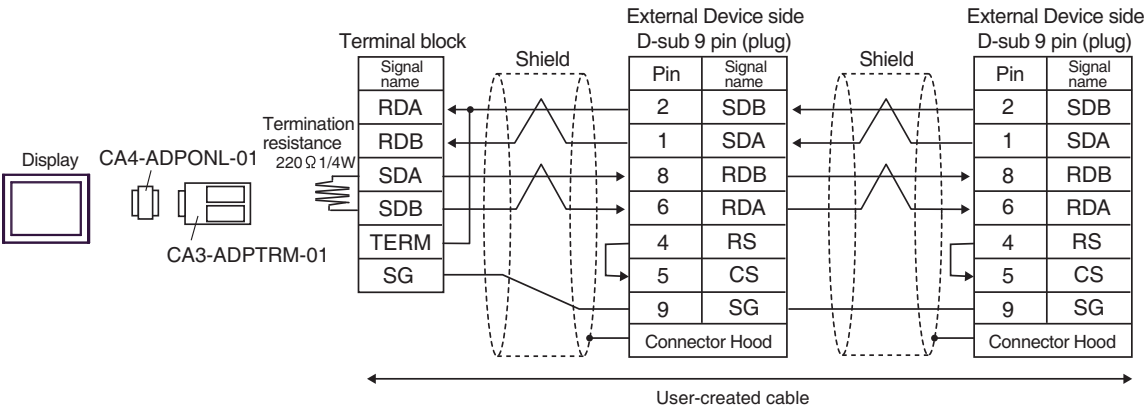 External Device side
D-sub 9 pin (plug)
External Device side
D-sub 9 pin (plug)
Terminal block
Shield
Shield
Signal name
RDA
RDB
SDA
SDB
TERM
SG
Termination
resistance
220Ω1/4W
Display
CA4-ADPONL-01
CA3-ADPTRM-01
Pin Signal name
2 SDB
1 SDA
8 RDB
6 RDA
4 RS
5 CS
9 SG
Connector Hood
Pin Signal name
2 SDB
1 SDA
8 RDB
6 RDA
4 RS
5 CS
9 SG
Connector Hood
User-created cable